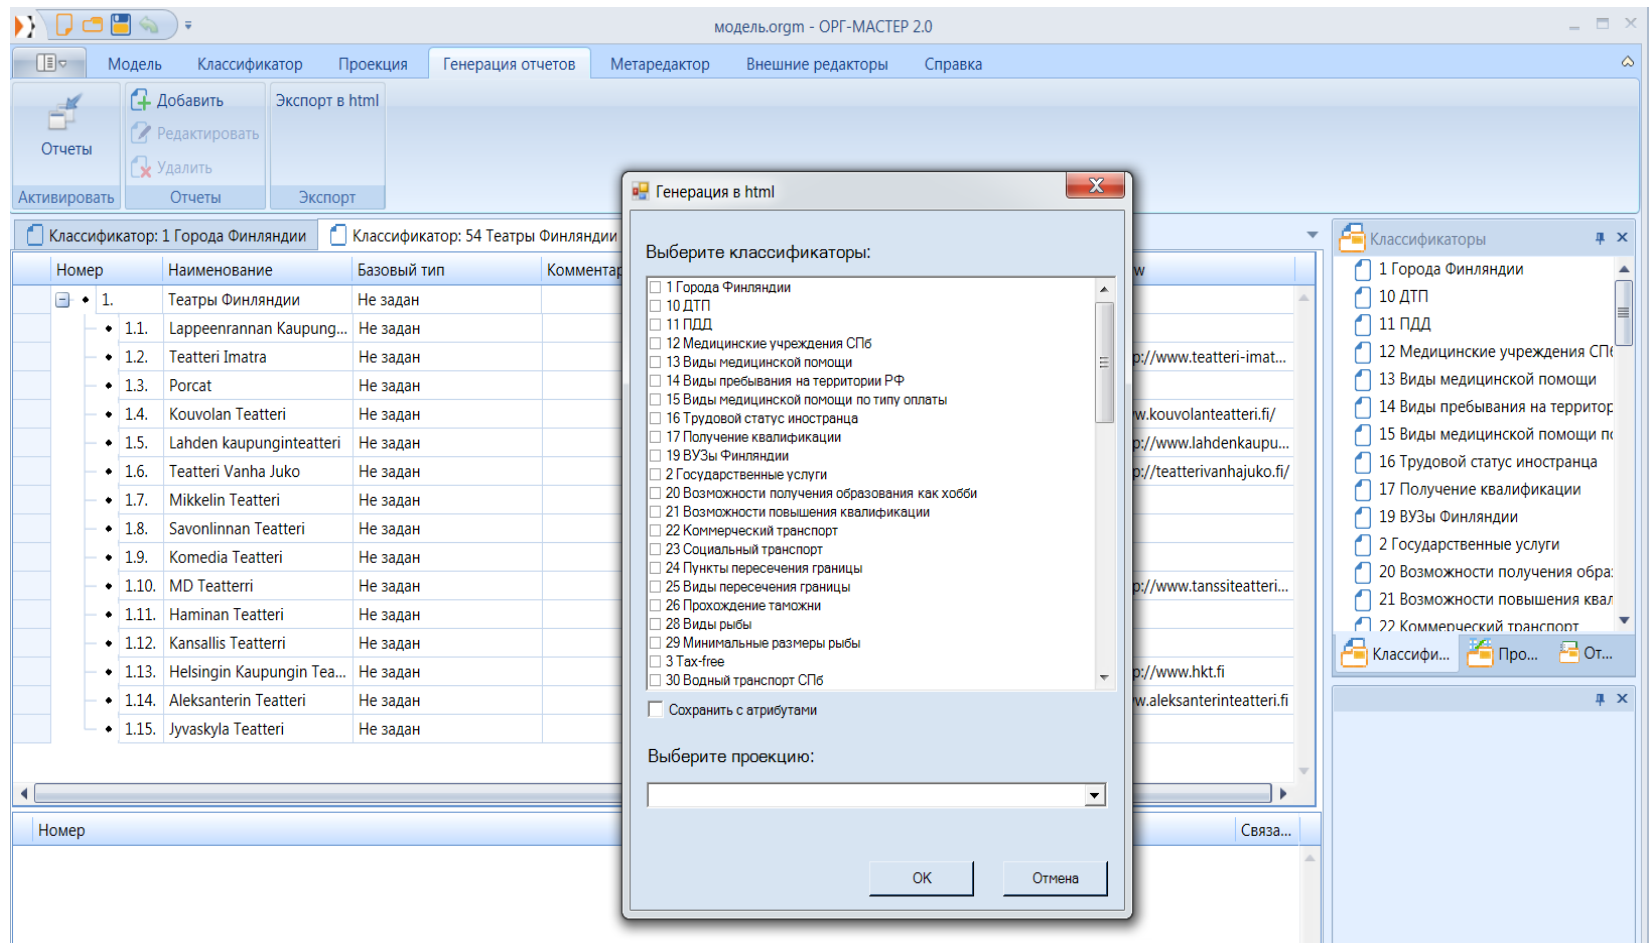 модель.orgm - ОРГ-МАСТЕР 2.0
Модель Классификатор Проекция Генерация отчетов Метаредактор Внешние редакторы Справка
Отчеты
Активировать
Добавить
Редактировать
Удалить
Отчеты
Экспорт в html
Экспорт
Классификатор: 1 Города Финляндии
Классификатор: 54 Театры Финляндии
Номер Наименование Базовый тип Комментар w
1. Театры Финляндии Не задан
1.1. Lappeenrannan Kaupung... Не задан
1.2. Teatteri Imatra Не задан p://www.teatteri-imat...
1.3. Porcat Не задан
1.4. Kouvolan Teatteri Не задан w.kouvolanteatteri.fi/
1.5. Lahden kaupunginteatteri Не задан p://www.lahdenkaupu...
1.6. Teatteri Vanha Juko Не задан p://teatterivanhajuko.fi/
1.7. Mikkelin Teatteri Не задан
1.8. Savonlinnan Teatteri Не задан
1.9. Komedia Teatteri Не задан
1.10. MD Teatterri Не задан p://www.tanssiteatteri...
1.11. Haminan Teatteri Не задан
1.12. Kansallis Teatterri Не задан
1.13. Helsingin Kaupungin Tea... Не задан p://www.hkt.fi
1.14. Aleksanterin Teatteri Не задан w.aleksanterinteatteri.fi
1.15. Jyvaskyla Teatteri Не задан
Номер Связа...
Генерация в html
Выберите классификаторы:
1 Города Финляндии
10 ДТП
11 ПДД
12 Медицинские учреждения СПб
13 Виды медицинской помощи
14 Виды пребывания на территории РФ
15 Виды медицинской помощи по типу оплаты
16 Трудовой статус иностранца
17 Получение квалификации
19 ВУЗы Финляндии
2 Государственные услуги
20 Возможности получения образования как хобби
21 Возможности повышения квалификации
22 Коммерческий транспорт
23 Социальный транспорт
24 Пункты пересечения границы
25 Виды пересечения границы
26 Прохождение таможни
28 Виды рыбы
29 Минимальные размеры рыбы
3 Tax-free
30 Водный транспорт СПб
Сохранить с атрибутами
Выберите проекцию:
OK Отмена
Классификаторы
1 Города Финляндии
10 ДТП
11 ПДД
12 Медицинские учреждения СПб
13 Виды медицинской помощи
14 Виды пребывания на территор
15 Виды медицинской помощи по
16 Трудовой статус иностранца
17 Получение квалификации
19 ВУЗы Финляндии
2 Государственные услуги
20 Возможности получения обра
21 Возможности повышения квал
22 Коммерческий транспорт
Классифи... Про... От...